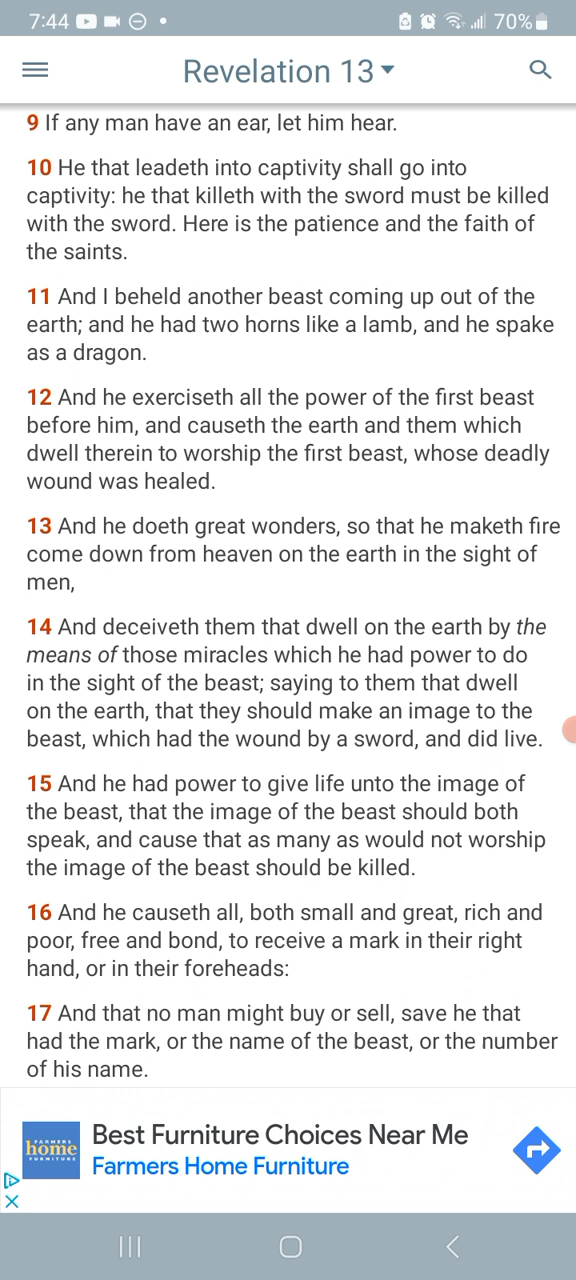 7:44
70%
Revelation 13
9 If any man have an ear, let him hear.
10 He that leadeth into captivity shall go into
captivity: he that killeth with the sword must be killed
with the sword. Here is the patience and the faith of
the saints.
11 And I beheld another beast coming up out of the
earth; and he had two horns like a lamb, and he spake
as a dragon.
12 And he exerciseth all the power of the first beast
before him, and causeth the earth and them which
dwell therein to worship the first beast, whose deadly
wound was healed.
13 And he doeth great wonders, so that he maketh fire
come down from heaven on the earth in the sight of
men,
14 And deceiveth them that dwell on the earth by the
means of those miracles which he had power to do
in the sight of the beast; saying to them that dwell
on the earth, that they should make an image to the
beast, which had the wound by a sword, and did live.
15 And he had power to give life unto the image of
the beast, that the image of the beast should both
speak, and cause that as many as would not worship
the image of the beast should be killed.
16 And he causeth all, both small and great, rich and
poor, free and bond, to receive a mark in their right
hand, or in their foreheads:
17 And that no man might buy or sell, save he that
had the mark, or the name of the beast, or the number
of his name.
FARMERS
home
FURNITURE
Best Furniture Choices Near Me
Farmers Home Furniture